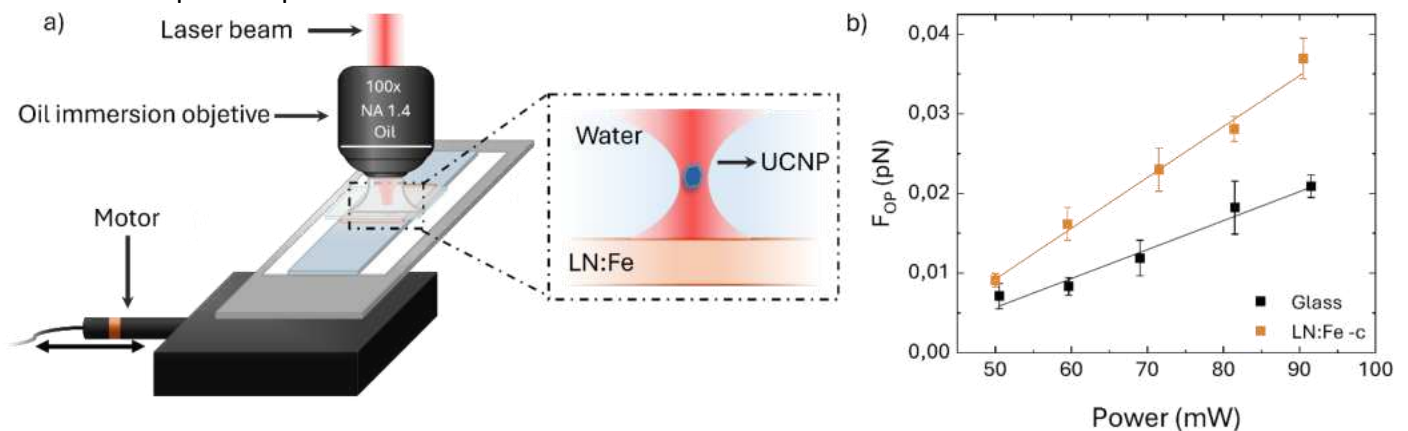 a)
Laser beam
Oil immersion objetive
100x
NA 1.4
Oil
Motor
Water
UCNP
LN:Fe
b)
F_OP (pN)
0,04
0,03
0,02
0,01
0,00
50 60 70 80 90 100
Power (mW)
Glass
LN:Fe -c